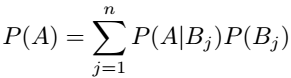 P(A) = \sum_{j=1}^{n} P(A|B_j)P(B_j)